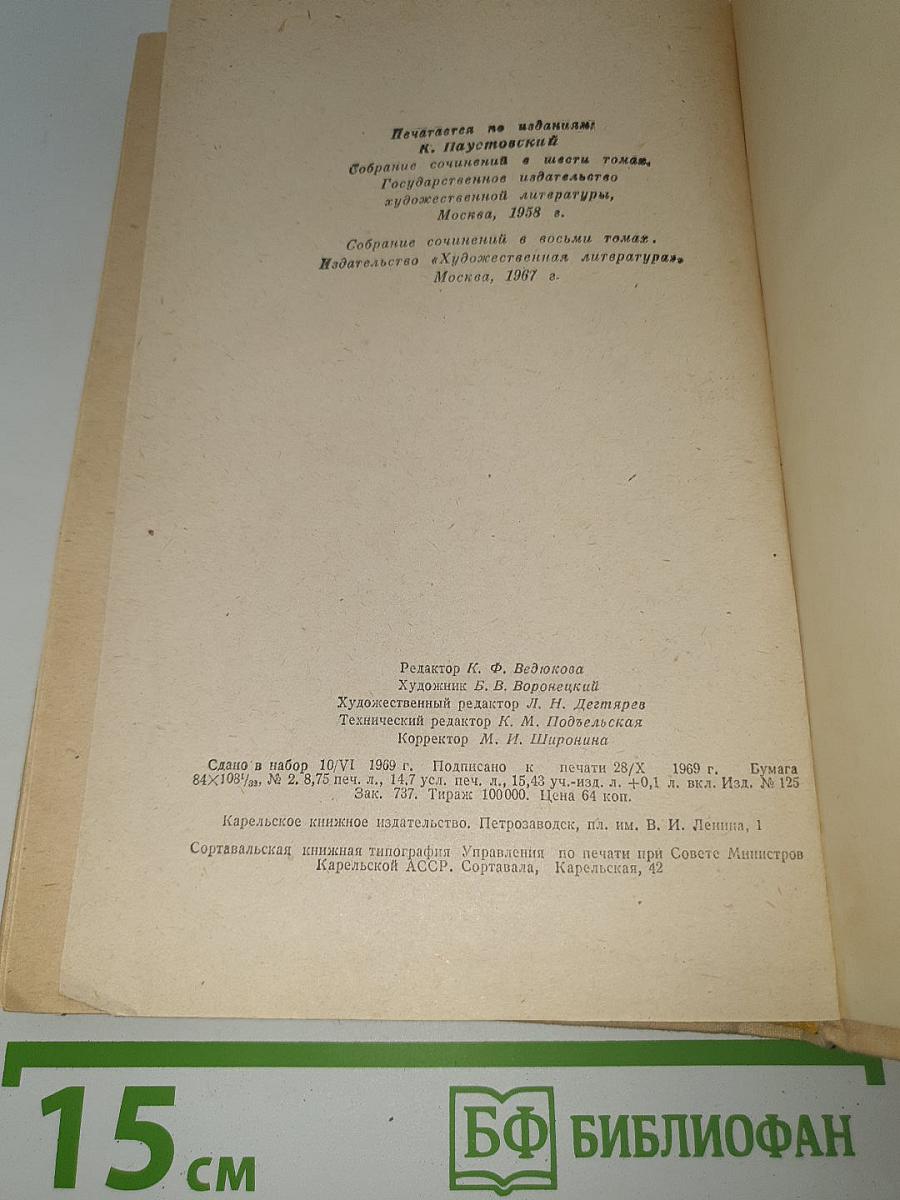 Печатается по изданиям:
К. Паустовский
Собрание сочинений в шести томах,
Государственное издательство
художественной литературы,
Москва, 1958 г.
Собрание сочинений в восьми томах.
Издательство «Художественная литература».
Москва, 1967 г.
Редактор К. Ф. Ведюкова
Художник Б. В. Воронецкий
Художественный редактор Л. Н. Дегтярев
Технический редактор К. М. Подъельская
Корректор М. И. Широнина
Сдано в набор 10/VI 1969 г. Подписано к печати 28/X 1969 г. Бумага
84×108¹/₃₂, № 2. 8,75 печ. л., 14,7 усл. печ. л., 15,43 уч.-изд. л. +0,1 л. вкл. Изд. № 125
Зак. 737. Тираж 100000. Цена 64 коп.
Карельское книжное издательство. Петрозаводск, пл. им. В. И. Ленина, 1
Сортавальская книжная типография Управления по печати при Совете Министров
Карельской АССР. Сортавала, Карельская, 42
15 см
БФ БИБЛИОФАН